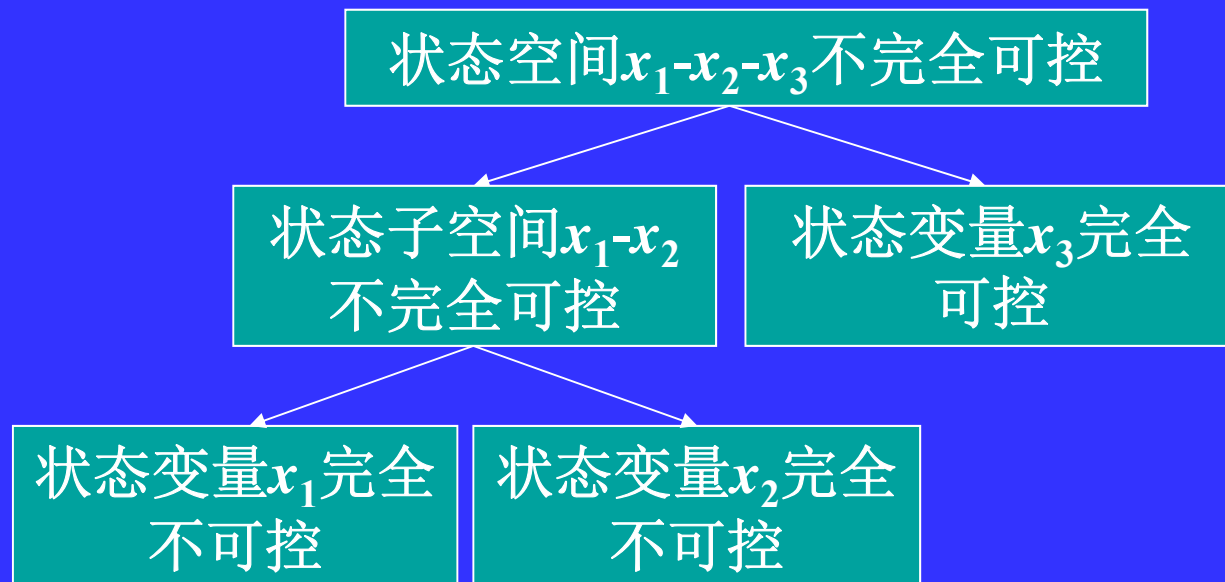 状态空间x₁-x₂-x₃不完全可控
状态子空间x₁-x₂
不完全可控
状态变量x₃完全
可控
状态变量x₁完全
不可控
状态变量x₂完全
不可控